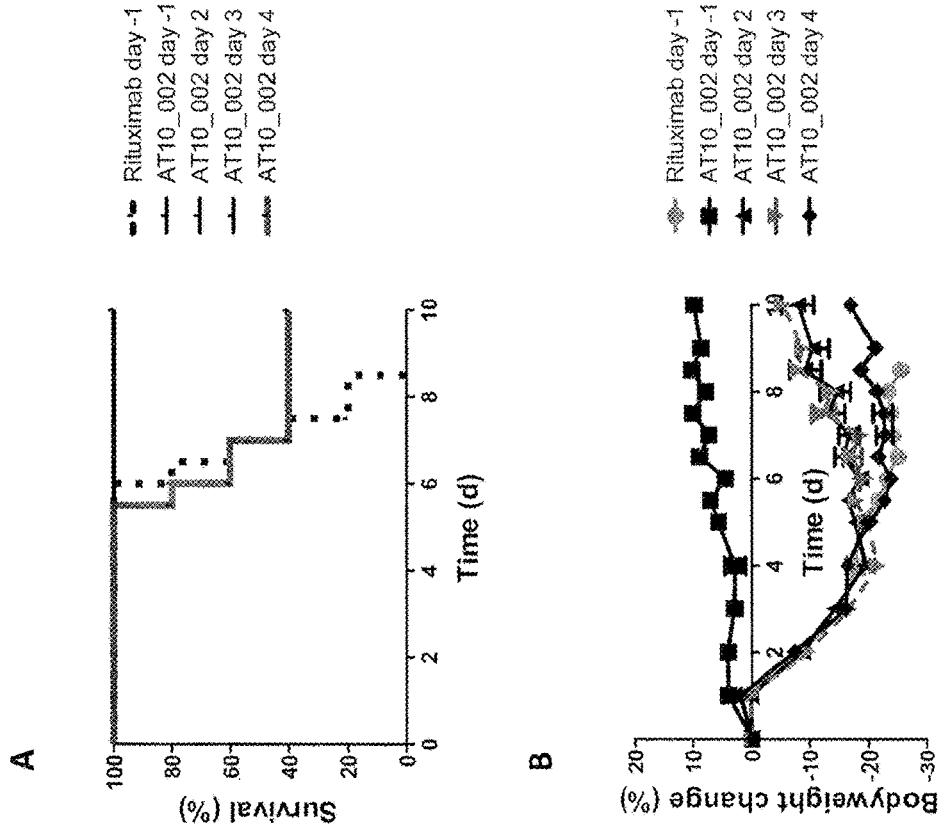 A
Survival (%)
100
80
60
40
20
0
0
2
4
6
8
10
Time (d)
Rituximab day -1
AT10_002 day -1
AT10_002 day 2
AT10_002 day 3
AT10_002 day 4
B
Bodyweight change (%)
20
10
0
-10
-20
-30
2
4
6
8
10
Time (d)
Rituximab day -1
AT10_002 day -1
AT10_002 day 2
AT10_002 day 3
AT10_002 day 4